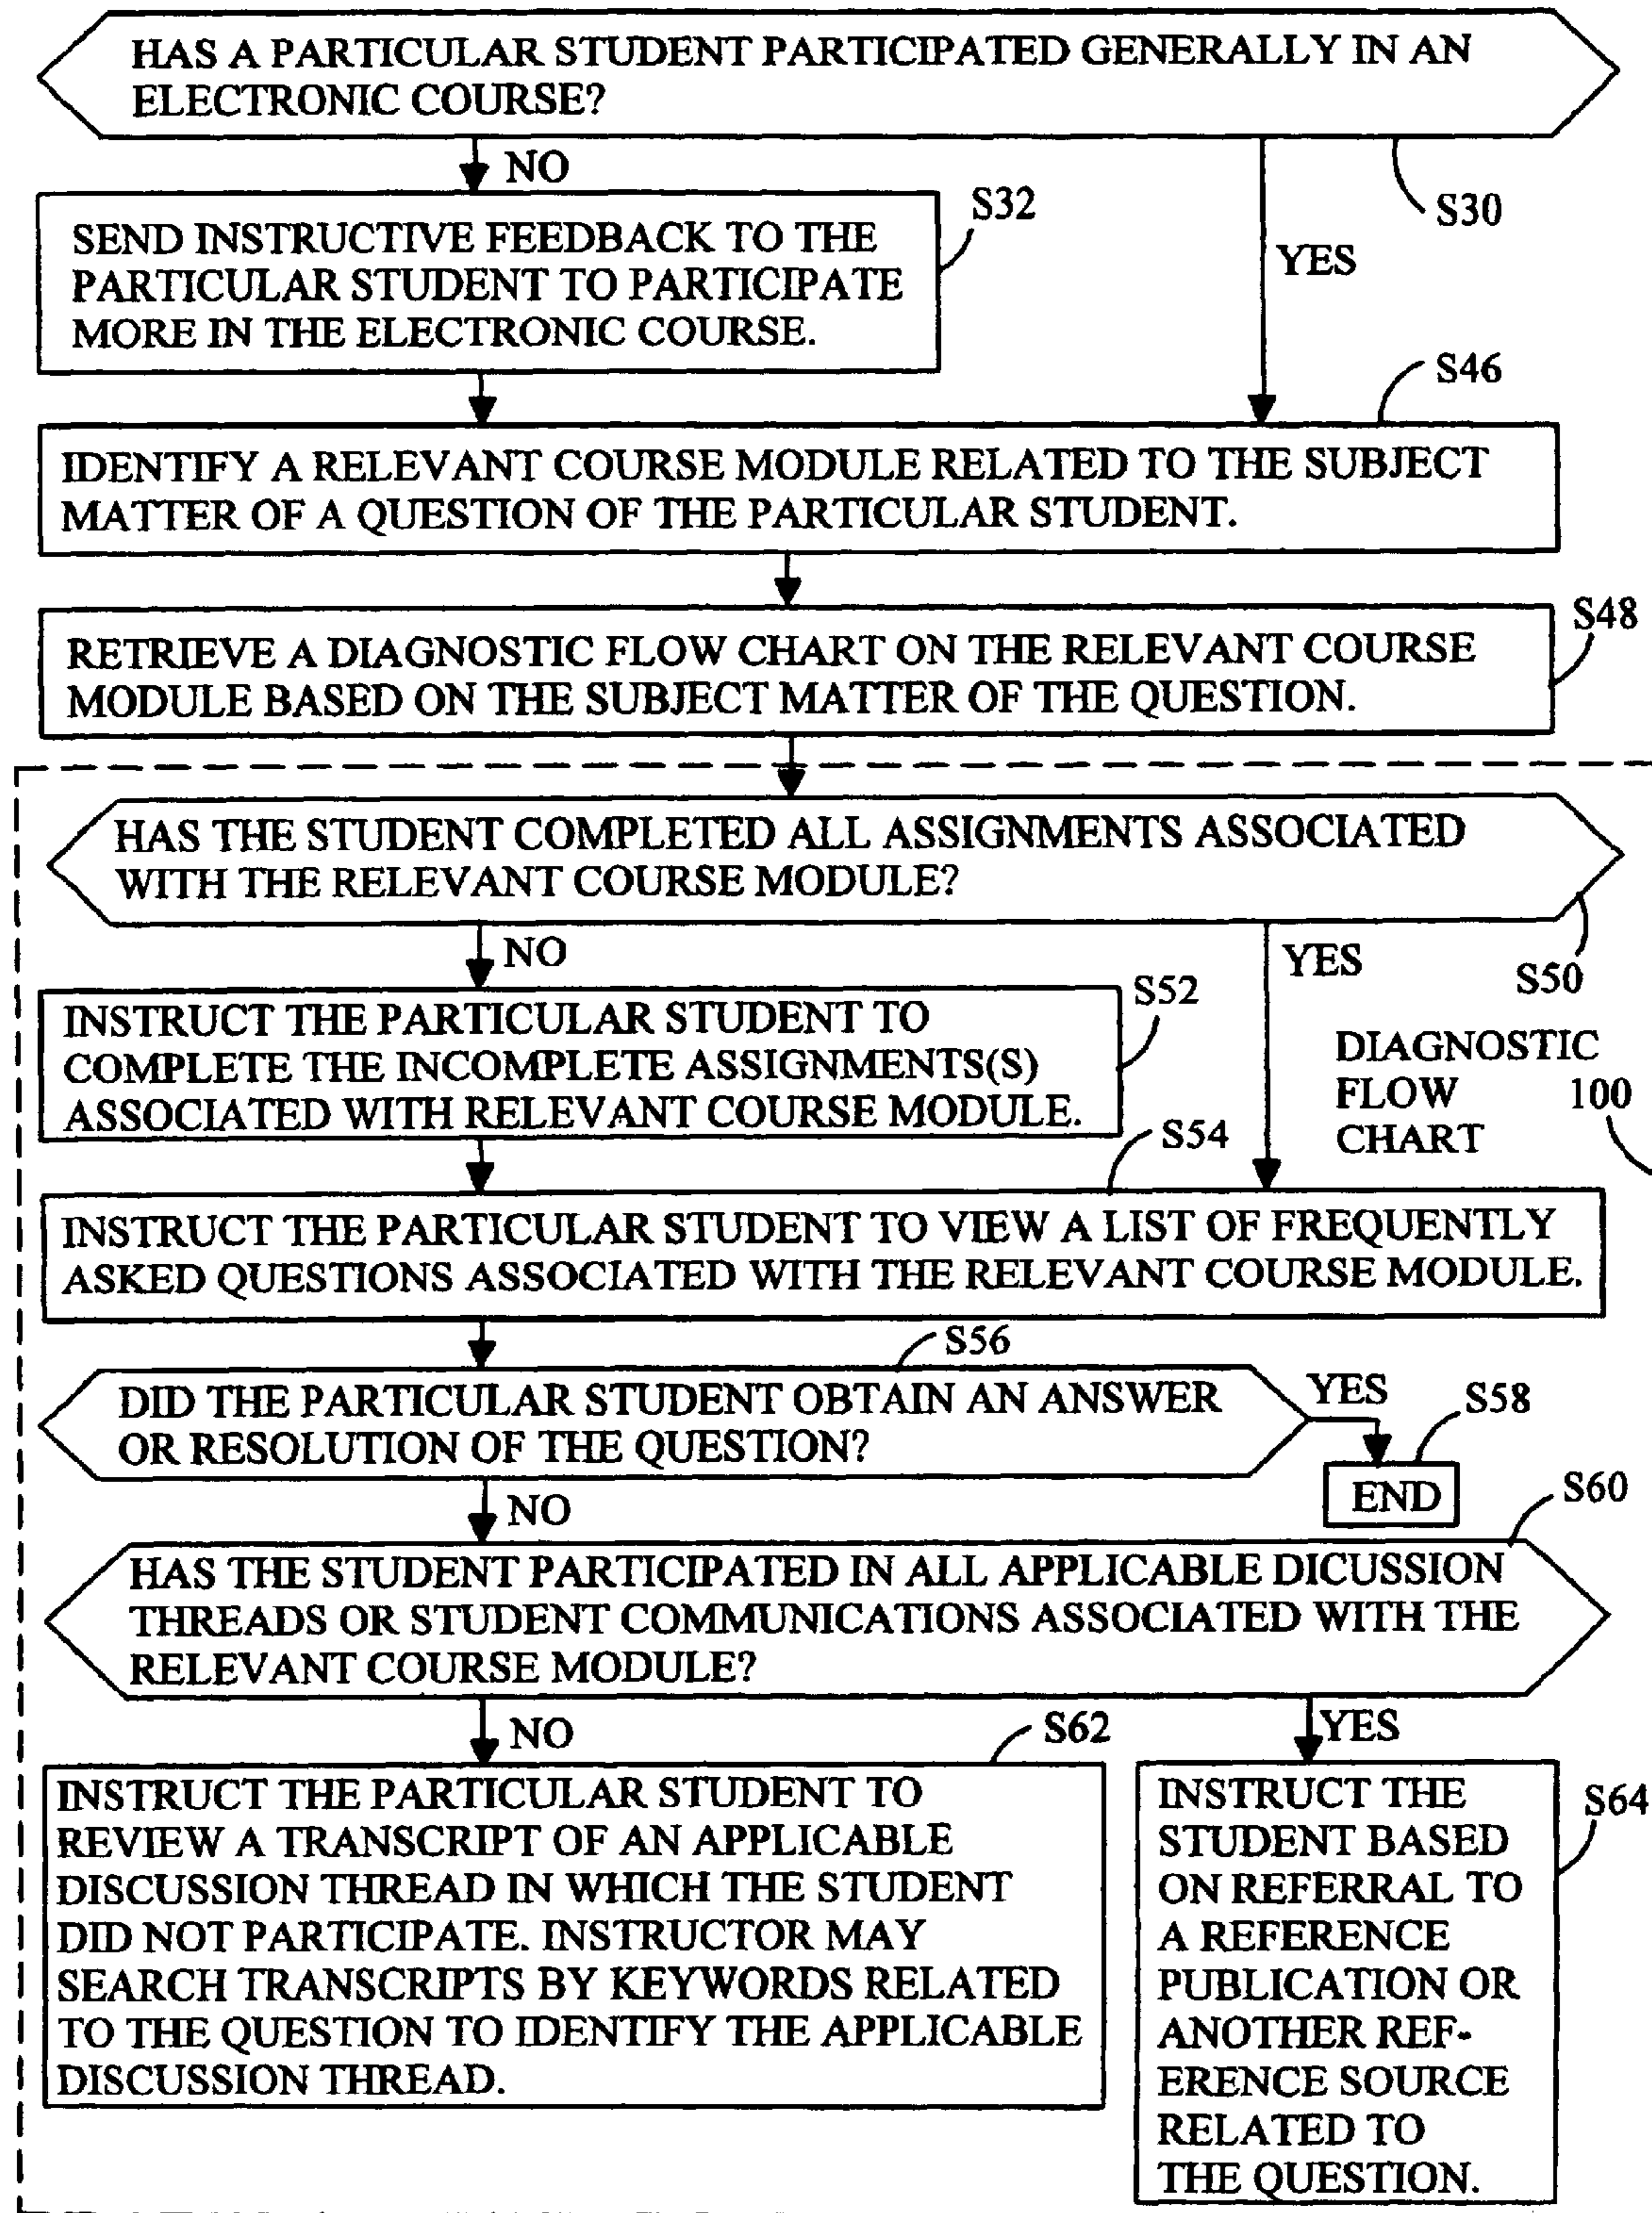 HAS A PARTICULAR STUDENT PARTICIPATED GENERALLY IN AN
ELECTRONIC COURSE?
NO
S32
S30
SEND INSTRUCTIVE FEEDBACK TO THE
PARTICULAR STUDENT TO PARTICIPATE
MORE IN THE ELECTRONIC COURSE.
YES
S46
IDENTIFY A RELEVANT COURSE MODULE RELATED TO THE SUBJECT
MATTER OF A QUESTION OF THE PARTICULAR STUDENT.
S48
RETRIEVE A DIAGNOSTIC FLOW CHART ON THE RELEVANT COURSE
MODULE BASED ON THE SUBJECT MATTER OF THE QUESTION.
HAS THE STUDENT COMPLETED ALL ASSIGNMENTS ASSOCIATED
WITH THE RELEVANT COURSE MODULE?
NO
YES
S50
S52
INSTRUCT THE PARTICULAR STUDENT TO
COMPLETE THE INCOMPLETE ASSIGNMENTS(S)
ASSOCIATED WITH RELEVANT COURSE MODULE.
DIAGNOSTIC
FLOW 100
CHART
S54
INSTRUCT THE PARTICULAR STUDENT TO VIEW A LIST OF FREQUENTLY
ASKED QUESTIONS ASSOCIATED WITH THE RELEVANT COURSE MODULE.
S56
DID THE PARTICULAR STUDENT OBTAIN AN ANSWER
OR RESOLUTION OF THE QUESTION?
YES
S58
END
NO
S60
HAS THE STUDENT PARTICIPATED IN ALL APPLICABLE DICUSSION
THREADS OR STUDENT COMMUNICATIONS ASSOCIATED WITH THE
RELEVANT COURSE MODULE?
NO
S62
YES
INSTRUCT THE PARTICULAR STUDENT TO
REVIEW A TRANSCRIPT OF AN APPLICABLE
DISCUSSION THREAD IN WHICH THE STUDENT
DID NOT PARTICIPATE. INSTRUCTOR MAY
SEARCH TRANSCRIPTS BY KEYWORDS RELATED
TO THE QUESTION TO IDENTIFY THE APPLICABLE
DISCUSSION THREAD.
S64
INSTRUCT THE
STUDENT BASED
ON REFERRAL TO
A REFERENCE
PUBLICATION OR
ANOTHER REF-
ERENCE SOURCE
RELATED TO
THE QUESTION.